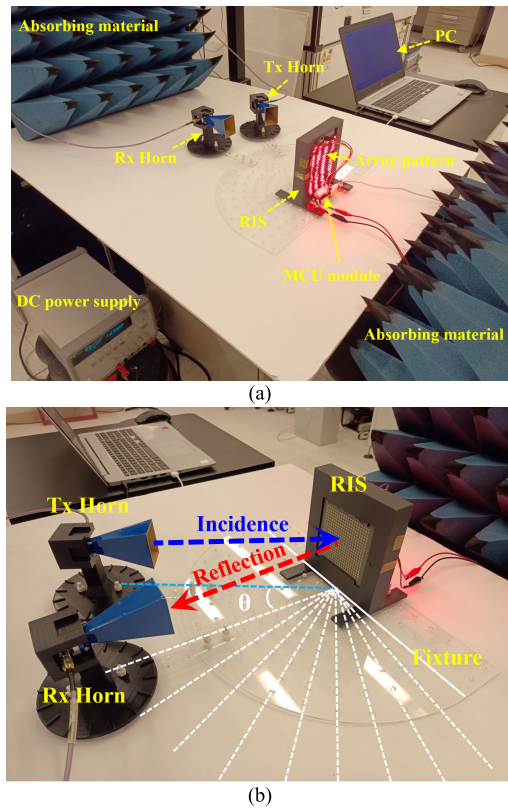 Absorbing material
PC
Tx Horn
Rx Horn
Array pattern
RIS
MCU module
DC power supply
Absorbing material
(a)
RIS
Tx Horn
Incidence
Reflection
θ
Fixture
Rx Horn
(b)